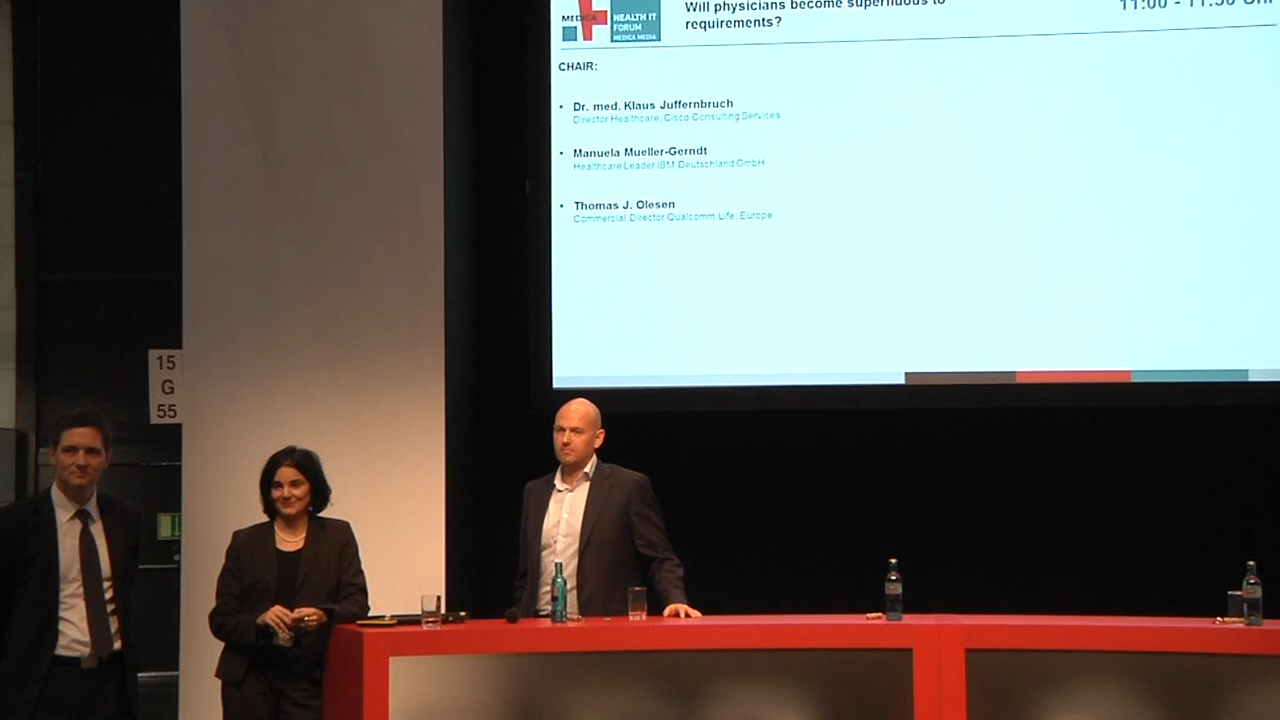 MEDICA
HEALTH IT
FORUM
MEDICA MEDIA
Will physicians become superfluous to
requirements?
11:00 - 11:50 Uhr
CHAIR:
• Dr. med. Klaus Juffernbruch
Director Healthcare, Cisco Consulting Services
• Manuela Mueller-Gerndt
Healthcare Leader IBM Deutschland GmbH
• Thomas J. Olesen
Commercial Director Qualcomm Life, Europe
15
G
55